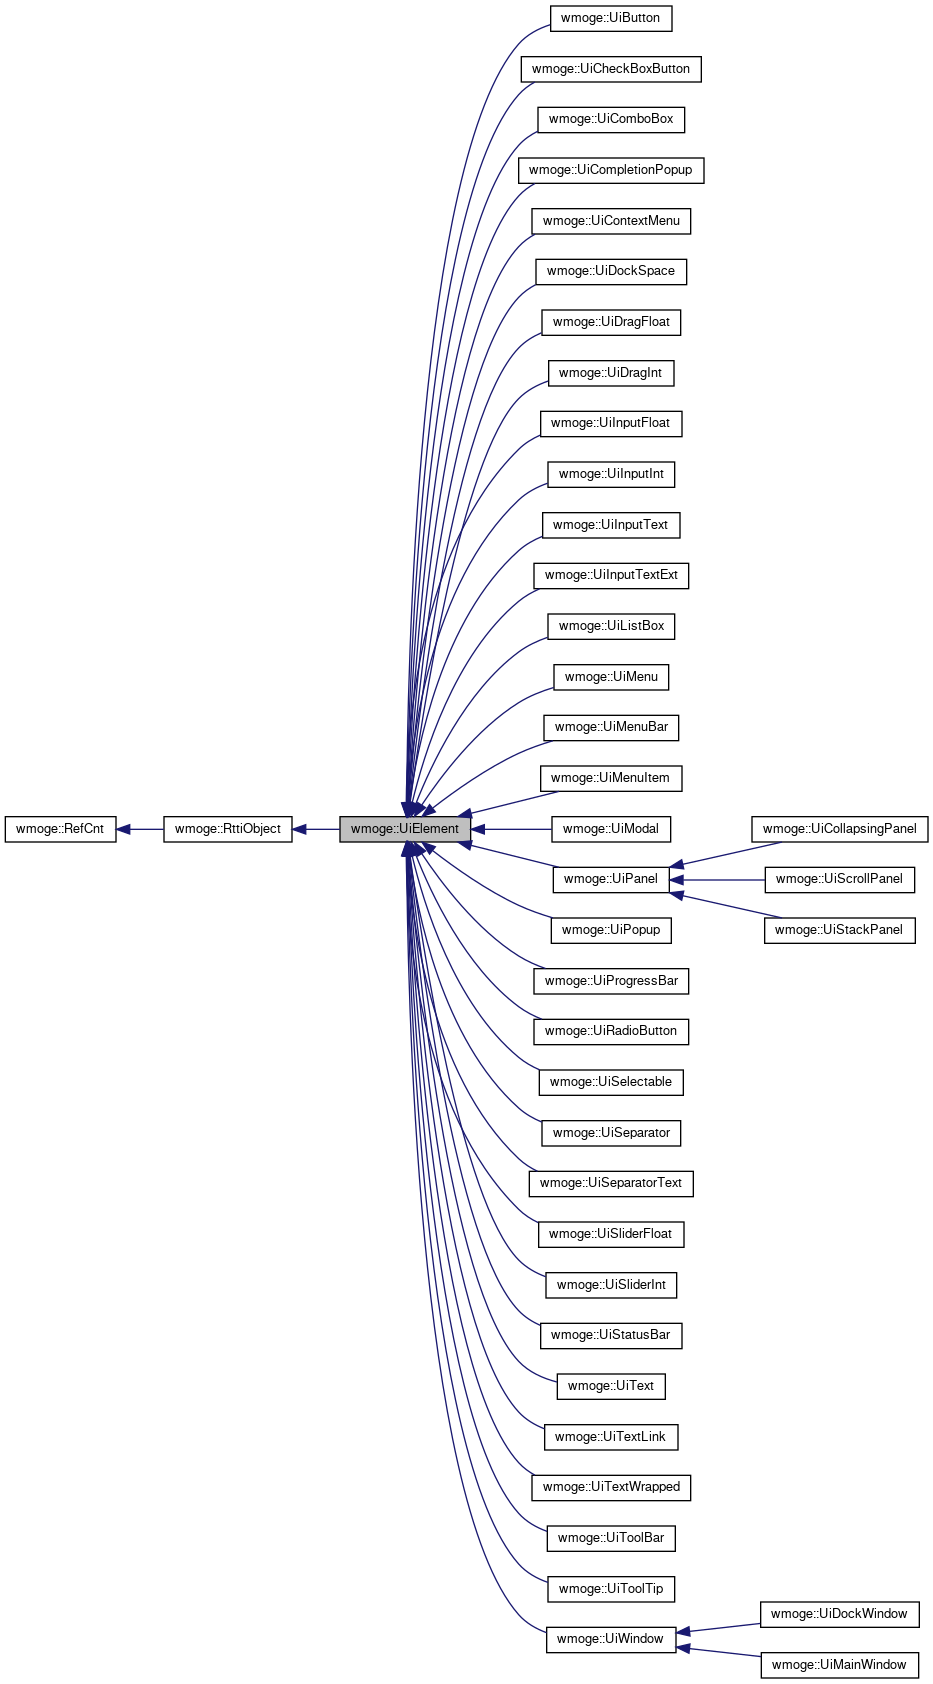 wmoge::UiButton
wmoge::UiCheckBoxButton
wmoge::UiComboBox
wmoge::UiCompletionPopup
wmoge::UiContextMenu
wmoge::UiDockSpace
wmoge::UiDragFloat
wmoge::UiDragInt
wmoge::UiInputFloat
wmoge::UiInputInt
wmoge::UiInputText
wmoge::UiInputTextExt
wmoge::UiListBox
wmoge::UiMenu
wmoge::UiMenuBar
wmoge::UiMenuItem
wmoge::RefCnt
wmoge::RttiObject
wmoge::UiElement
wmoge::UiModal
wmoge::UiCollapsingPanel
wmoge::UiPanel
wmoge::UiScrollPanel
wmoge::UiPopup
wmoge::UiStackPanel
wmoge::UiProgressBar
wmoge::UiRadioButton
wmoge::UiSelectable
wmoge::UiSeparator
wmoge::UiSeparatorText
wmoge::UiSliderFloat
wmoge::UiSliderInt
wmoge::UiStatusBar
wmoge::UiText
wmoge::UiTextLink
wmoge::UiTextWrapped
wmoge::UiToolBar
wmoge::UiToolTip
wmoge::UiDockWindow
wmoge::UiWindow
wmoge::UiMainWindow